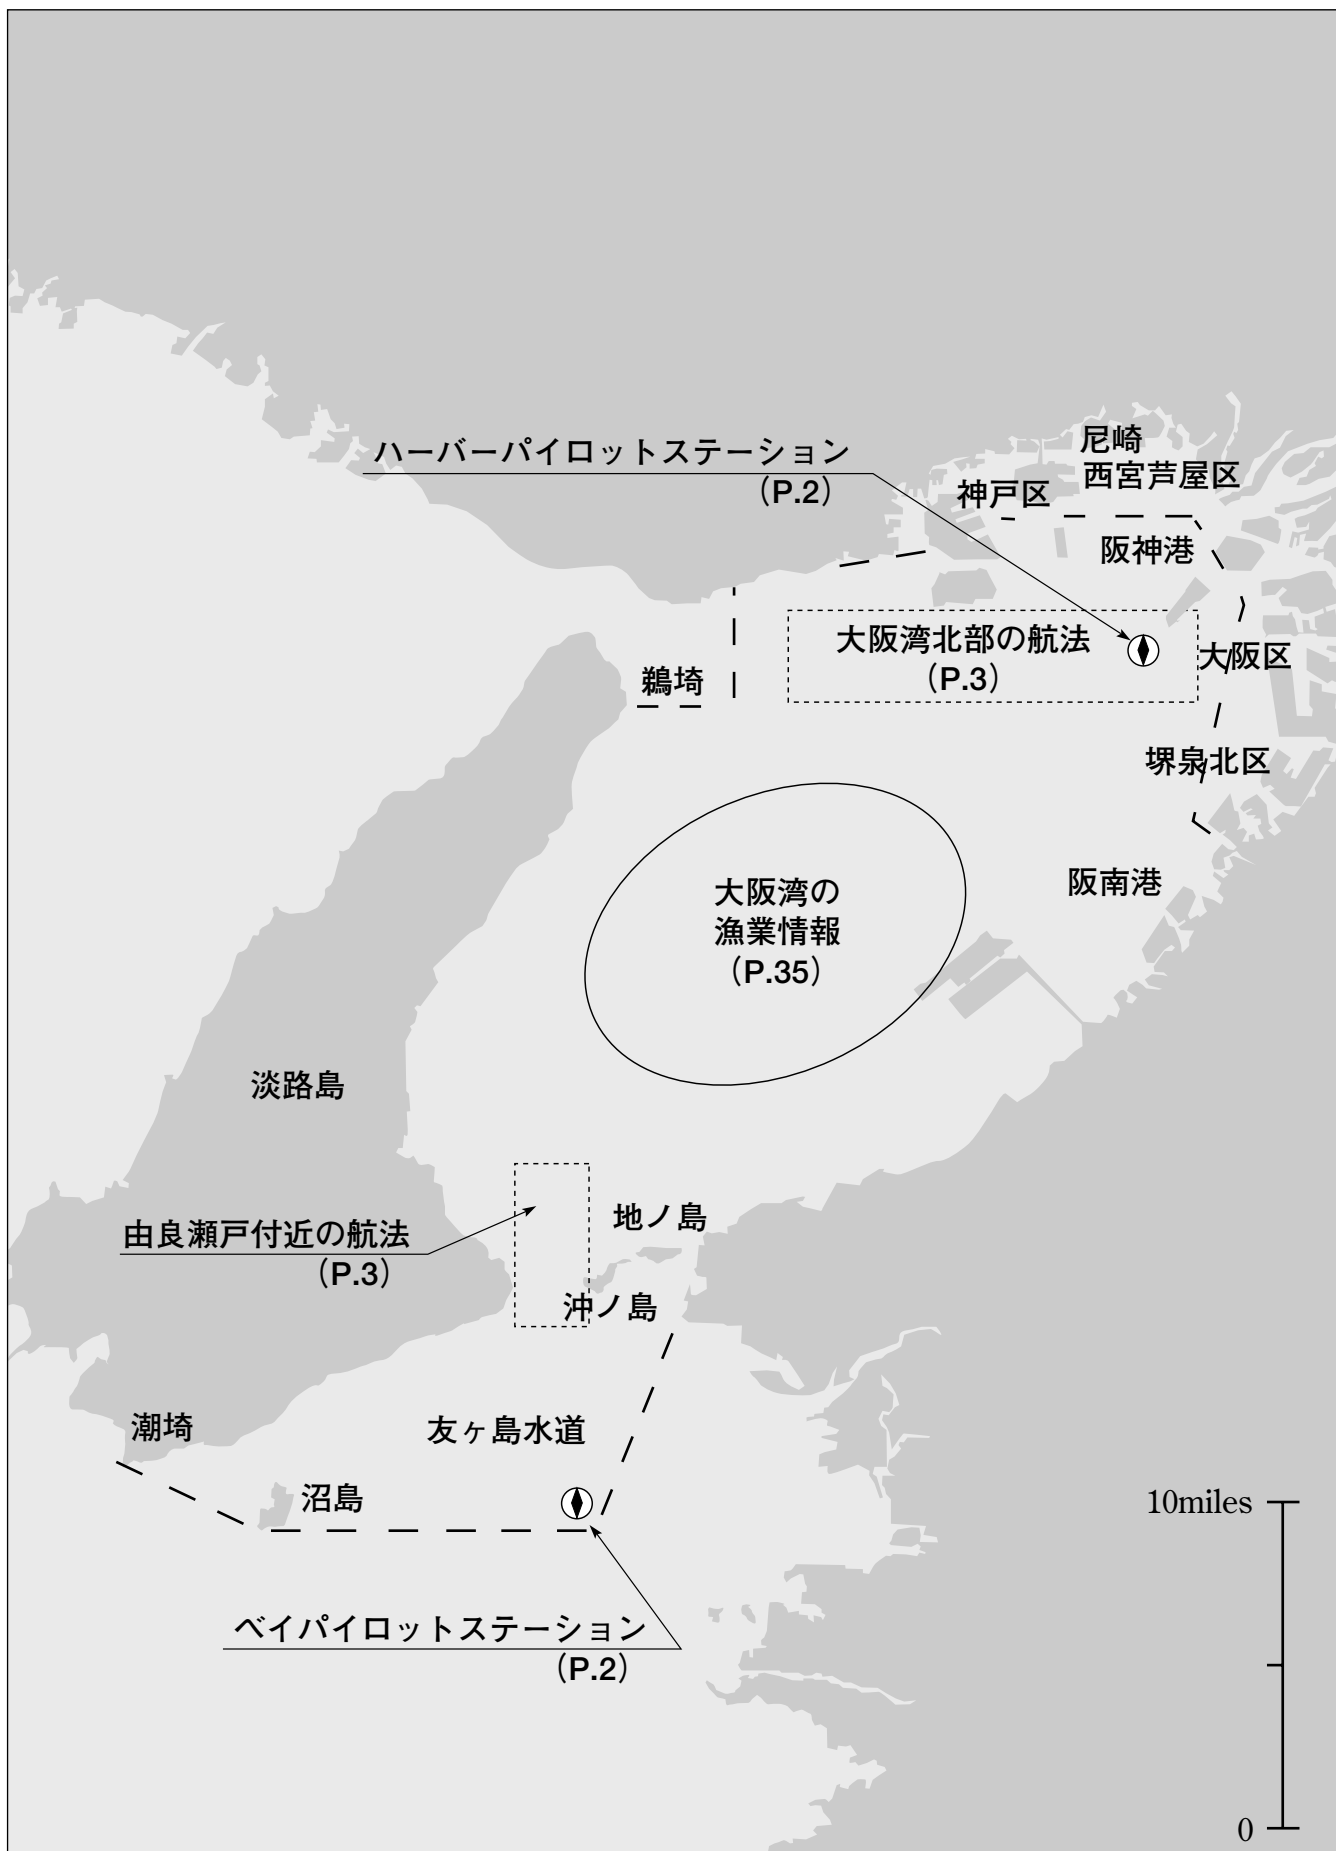 尼崎
西宮芦屋区
ハーバーパイロットステーション
(P.2)
神戸区
阪神港
大阪湾北部の航法
(P.3)
大阪区
鵜埼
堺泉北区
大阪湾の
漁業情報
(P.35)
阪南港
淡路島
由良瀬戸付近の航法
(P.3)
地ノ島
沖ノ島
潮埼
友ヶ島水道
沼島
10miles
ベイパイロットステーション
(P.2)
0